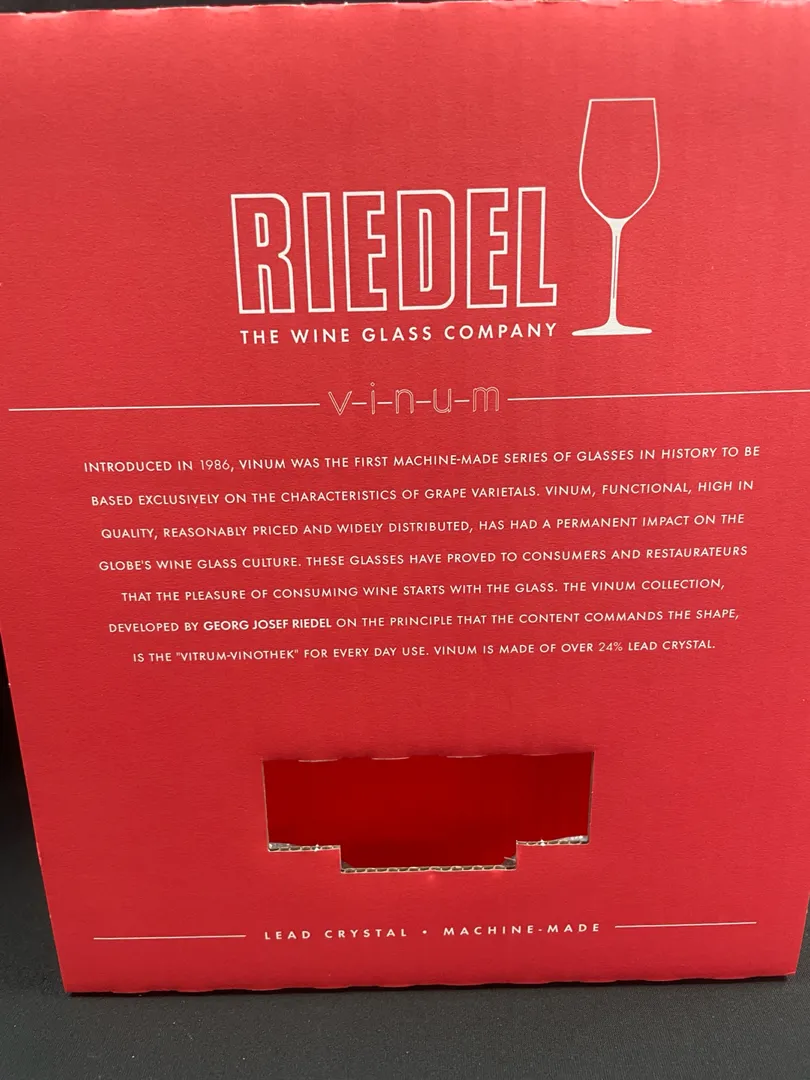 RIEDEL
THE WINE GLASS COMPANY
v-i-n-u-m
INTRODUCED IN 1986, VINUM WAS THE FIRST MACHINE-MADE SERIES OF GLASSES IN HISTORY TO BE
BASED EXCLUSIVELY ON THE CHARACTERISTICS OF GRAPE VARIETALS. VINUM, FUNCTIONAL, HIGH IN
QUALITY, REASONABLY PRICED AND WIDELY DISTRIBUTED, HAS HAD A PERMANENT IMPACT ON THE
GLOBE'S WINE GLASS CULTURE. THESE GLASSES HAVE PROVED TO CONSUMERS AND RESTAURATEURS
THAT THE PLEASURE OF CONSUMING WINE STARTS WITH THE GLASS. THE VINUM COLLECTION,
DEVELOPED BY GEORG JOSEF RIEDEL ON THE PRINCIPLE THAT THE CONTENT COMMANDS THE SHAPE,
IS THE "VITRUM-VINOTHEK" FOR EVERY DAY USE. VINUM IS MADE OF OVER 24% LEAD CRYSTAL.
LEAD CRYSTAL • MACHINE-MADE